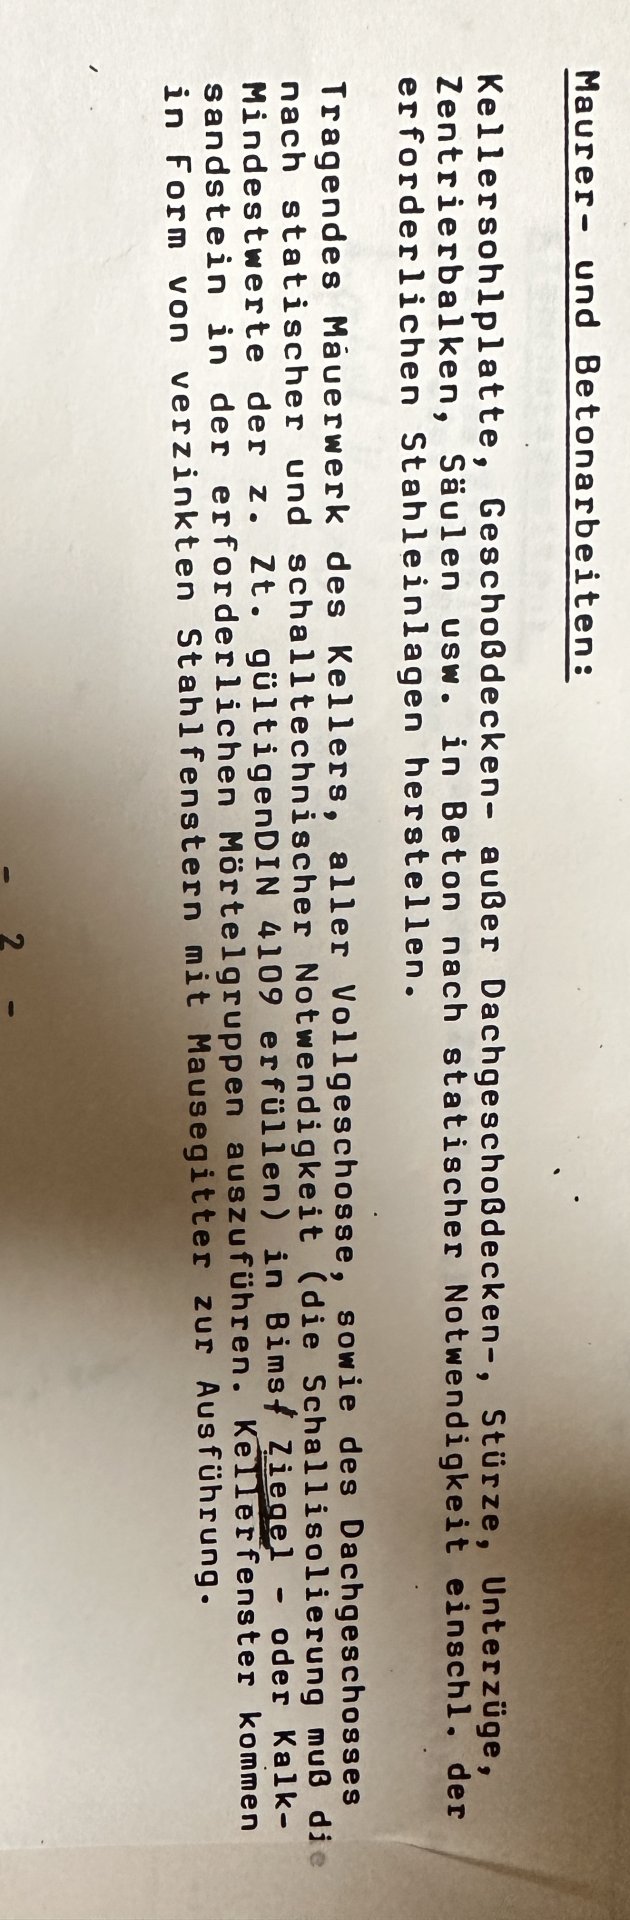 Maurer- und Betonarbeiten:
Kellersohlplatte, Geschoßdecken- außer Dachgeschoßdecken-, Stürze, Unterzüge,
Zentrierbalken, Säulen usw. in Beton nach statischer Notwendigkeit einschl. der
erforderlichen Stahleinlagen herstellen.
Tragendes Mauerwerk des Kellers, aller Vollgeschosse, sowie des Dachgeschosses
nach statischer und schalltechnischer Notwendigkeit (die Schallisolierung muß die
Mindestwerte der z. Zt. gültigenDIN 4109 erfüllen) in Bims/ Ziegel - oder Kalk-
sandstein in der erforderlichen Mörtelgruppen auszuführen. Kellerfenster kommen
in Form von verzinkten Stahlfenstern mit Mausegitter zur Ausführung.
- 2 -